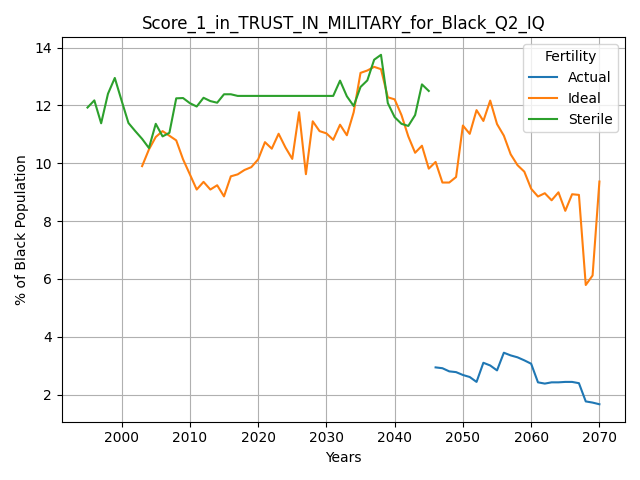 Score_1_in_TRUST_IN_MILITARY_for_Black_Q2_IQ
Fertility
Actual
Ideal
Sterile
% of Black Population
14
12
10
8
6
4
2
2000 2010 2020 2030 2040 2050 2060 2070
Years